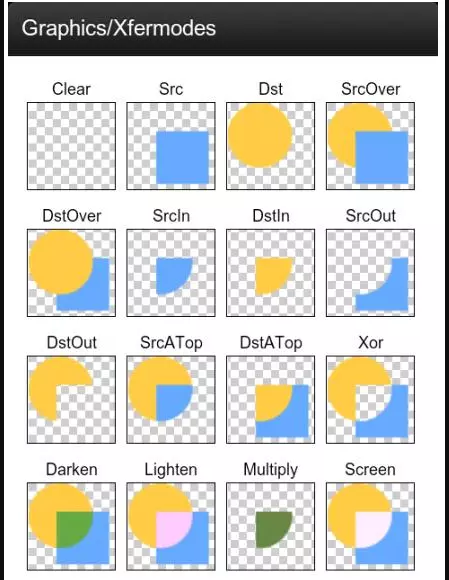 Graphics/Xfermodes
Clear Src Dst SrcOver
DstOver SrcIn DstIn SrcOut
DstOut SrcATop DstATop Xor
Darken Lighten Multiply Screen